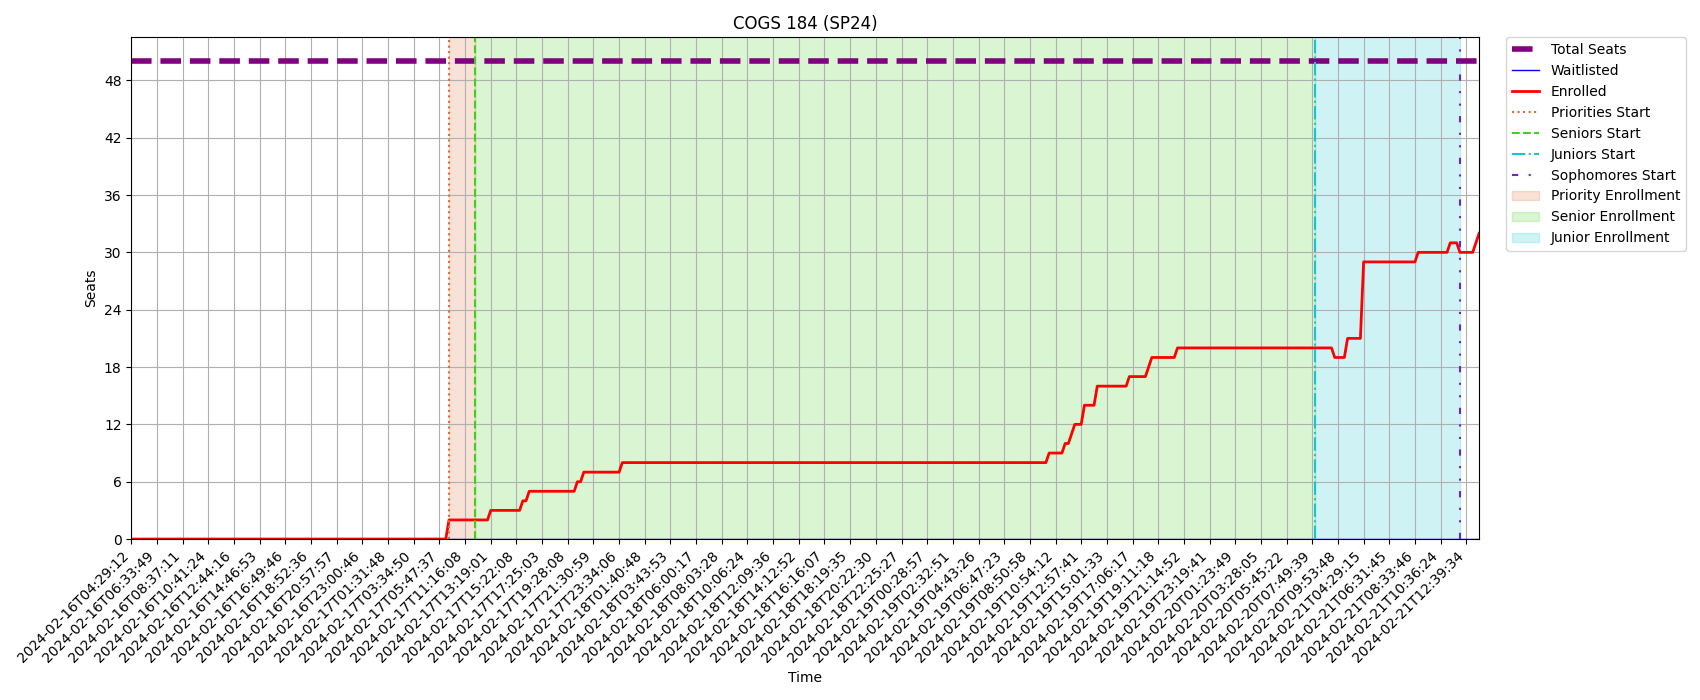 COGS 184 (SP24)
Seats
48
42
36
30
24
18
12
6
0
2024-02-16T04:29:12
2024-02-16T06:33:49
2024-02-16T08:37:11
2024-02-16T10:41:24
2024-02-16T12:44:16
2024-02-16T14:46:53
2024-02-16T16:49:46
2024-02-16T18:52:36
2024-02-16T20:57:57
2024-02-16T23:00:46
2024-02-17T01:31:48
2024-02-17T03:34:50
2024-02-17T05:47:37
2024-02-17T11:16:08
2024-02-17T13:19:01
2024-02-17T15:22:08
2024-02-17T17:25:03
2024-02-17T19:28:08
2024-02-17T21:30:59
2024-02-17T23:34:06
2024-02-18T01:40:48
2024-02-18T03:43:53
2024-02-18T06:00:17
2024-02-18T08:03:28
2024-02-18T10:06:24
2024-02-18T12:09:36
2024-02-18T14:12:52
2024-02-18T16:16:07
2024-02-18T18:19:35
2024-02-18T20:22:30
2024-02-18T22:25:27
2024-02-19T00:28:57
2024-02-19T02:32:51
2024-02-19T04:43:26
2024-02-19T06:47:23
2024-02-19T08:50:58
2024-02-19T10:54:12
2024-02-19T12:57:41
2024-02-19T15:01:33
2024-02-19T17:06:17
2024-02-19T19:11:18
2024-02-19T21:14:52
2024-02-19T23:19:41
2024-02-20T01:23:49
2024-02-20T03:28:05
2024-02-20T05:45:22
2024-02-20T07:49:39
2024-02-20T09:53:48
2024-02-21T04:29:15
2024-02-21T06:31:45
2024-02-21T08:33:46
2024-02-21T10:36:24
2024-02-21T12:39:34
Time
Total Seats
Waitlisted
Enrolled
Priorities Start
Seniors Start
Juniors Start
Sophomores Start
Priority Enrollment
Senior Enrollment
Junior Enrollment